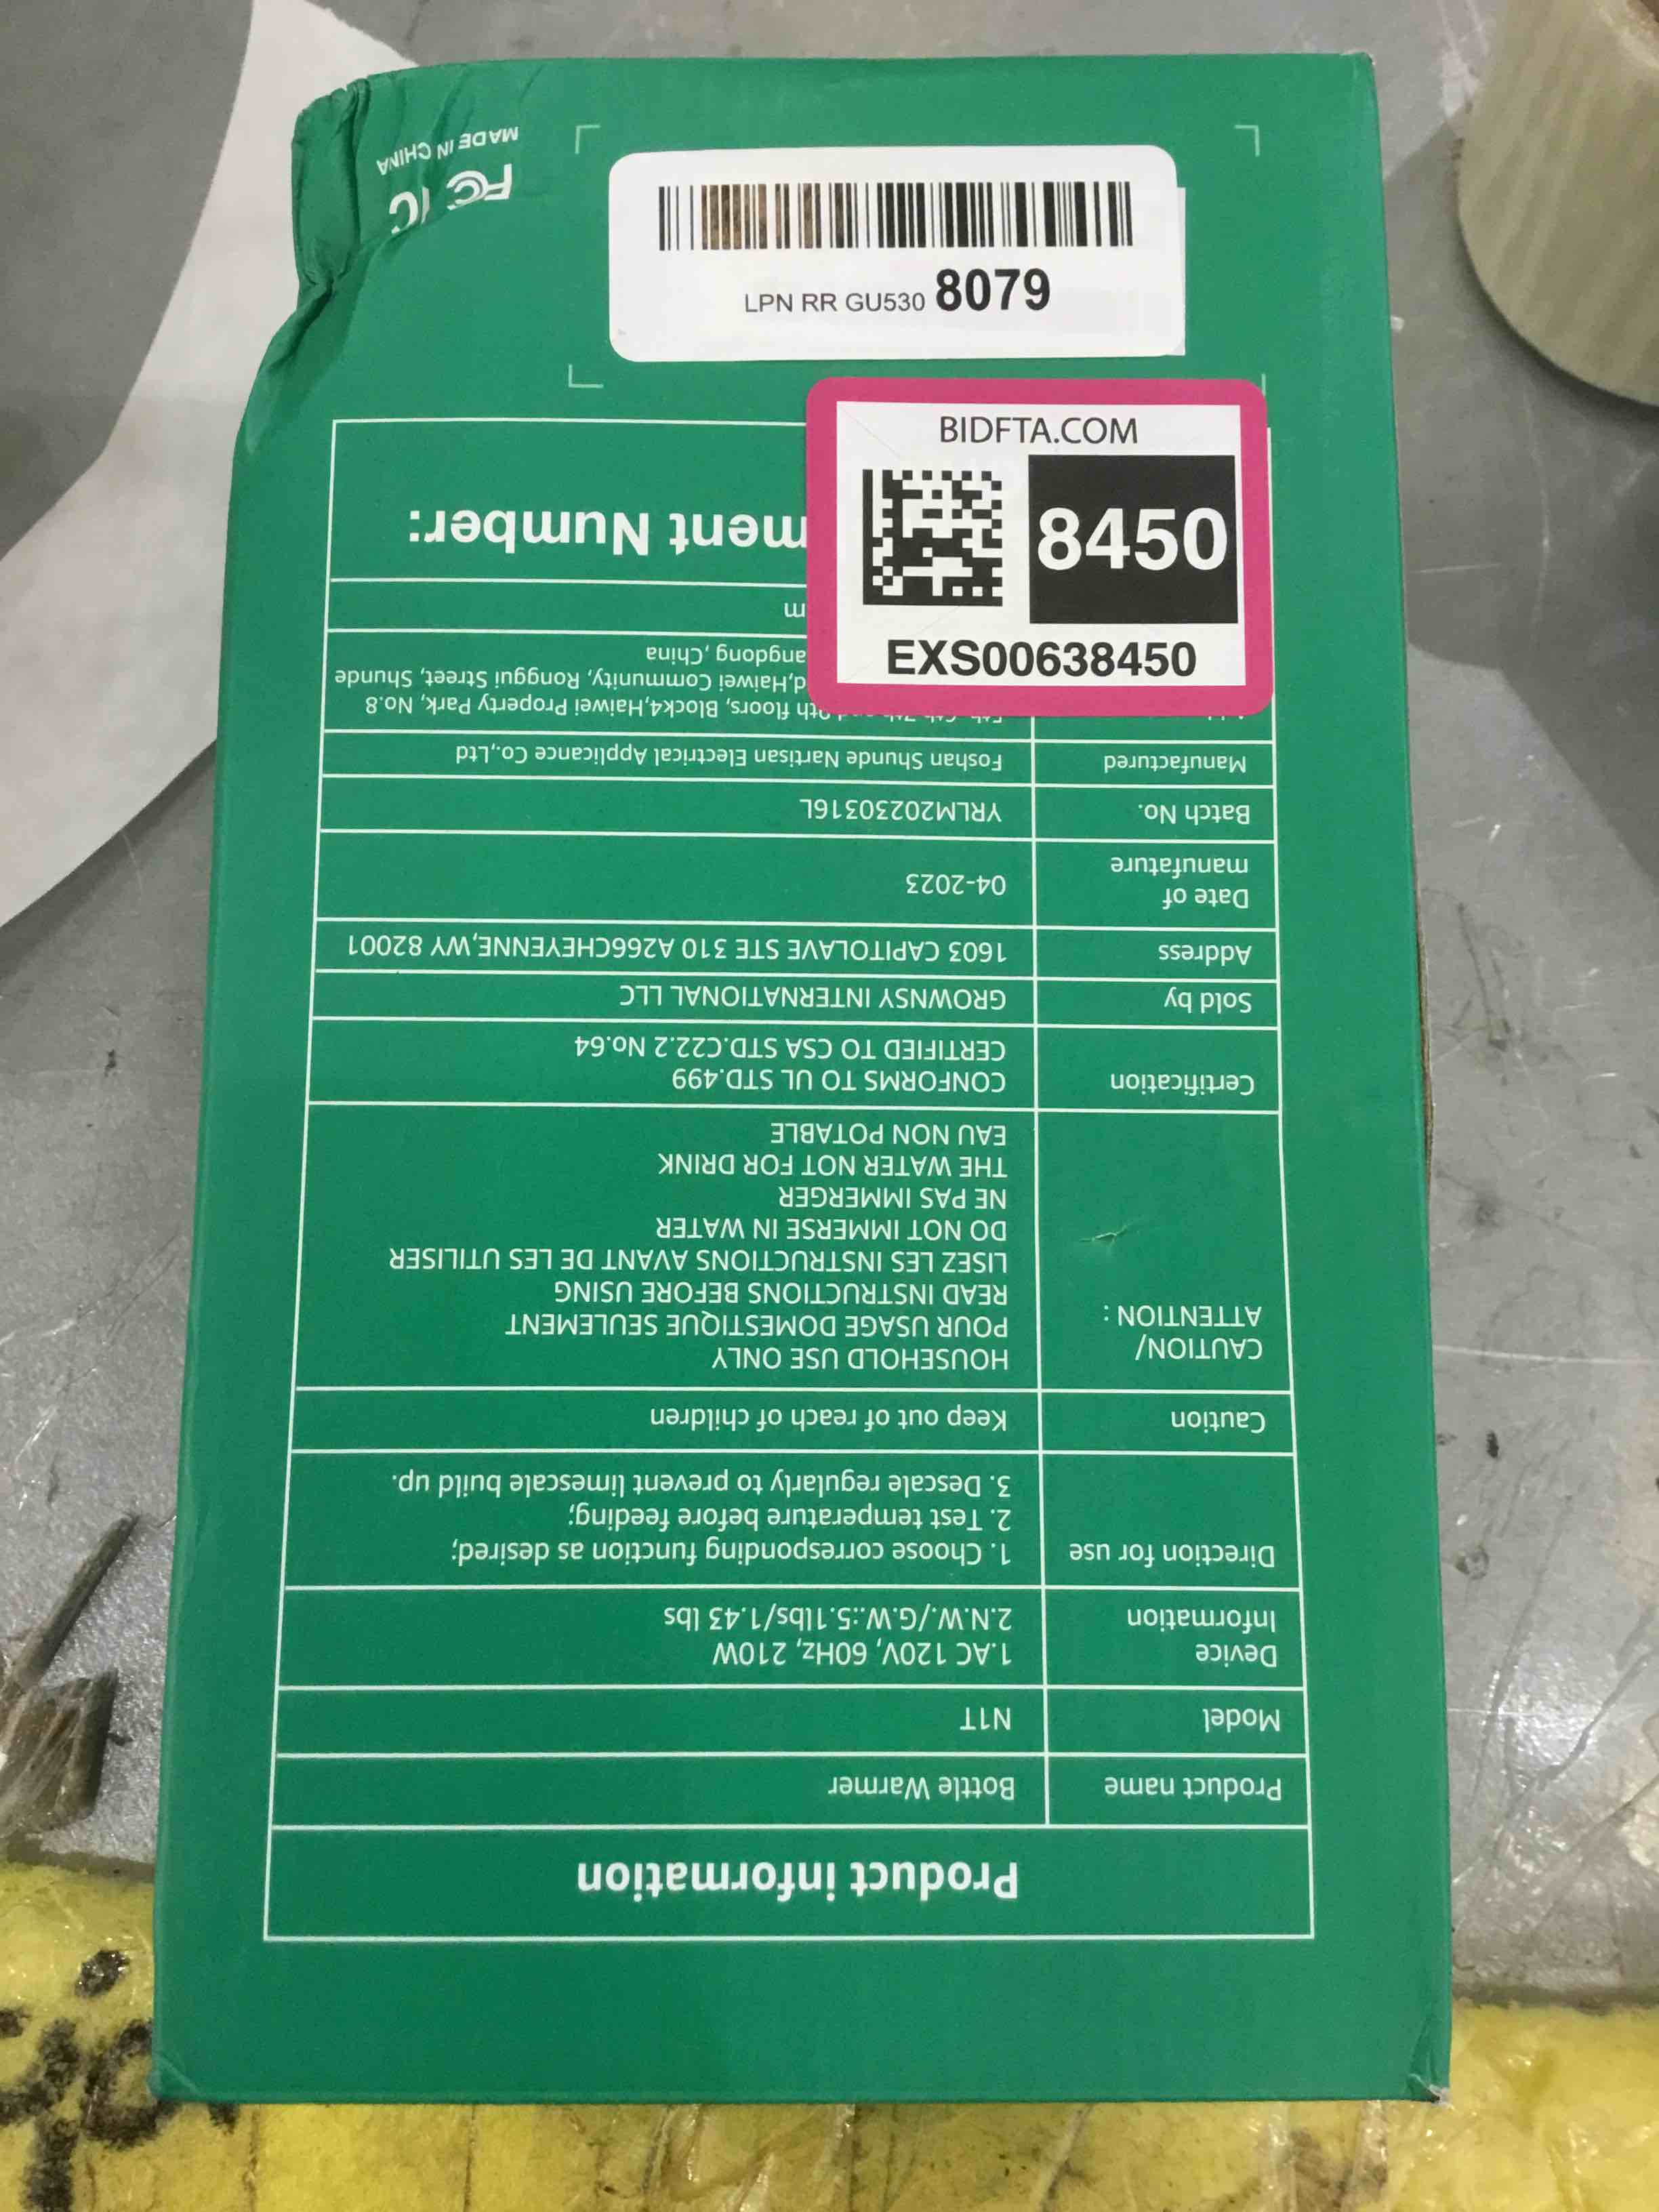 LPN RR GU530 8079
BIDFTA.COM
8450
EXS00638450
Product information
Product name Bottle Warmer
Model N1T
Device Information
1.AC 120V, 60Hz, 210W
2.N.W./G.W.:5.1lbs/1.43 lbs
Direction for use
1. Choose corresponding function as desired;
2. Test temperature before feeding;
3. Descale regularly to prevent limescale build up.
Caution Keep out of reach of children
CAUTION/
ATTENTION :
HOUSEHOLD USE ONLY
POUR USAGE DOMESTIQUE SEULEMENT
READ INSTRUCTIONS BEFORE USING
LISEZ LES INSTRUCTIONS AVANT DE LES UTILISER
DO NOT IMMERSE IN WATER
NE PAS IMMERGER
THE WATER NOT FOR DRINK
EAU NON POTABLE
Certification
CONFORMS TO UL STD.499
CERTIFIED TO CSA STD.C22.2 No.64
Sold by GROWNSY INTERNATIONAL LLC
Address 1603 CAPITOLAVE STE 310 A266CHEYENNE,WY 82001
Date of
manufature
04-2023
Batch No. YRLM20230316L
Manufactured Foshan Shunde Nartisan Electrical Applicance Co.,Ltd
floors, Block4,Haiwei Property Park, No.8
d,Haiwei Community, Ronggui Street, Shunde
angdong ,China
m
ment Number:
FC IC
MADE IN CHINA